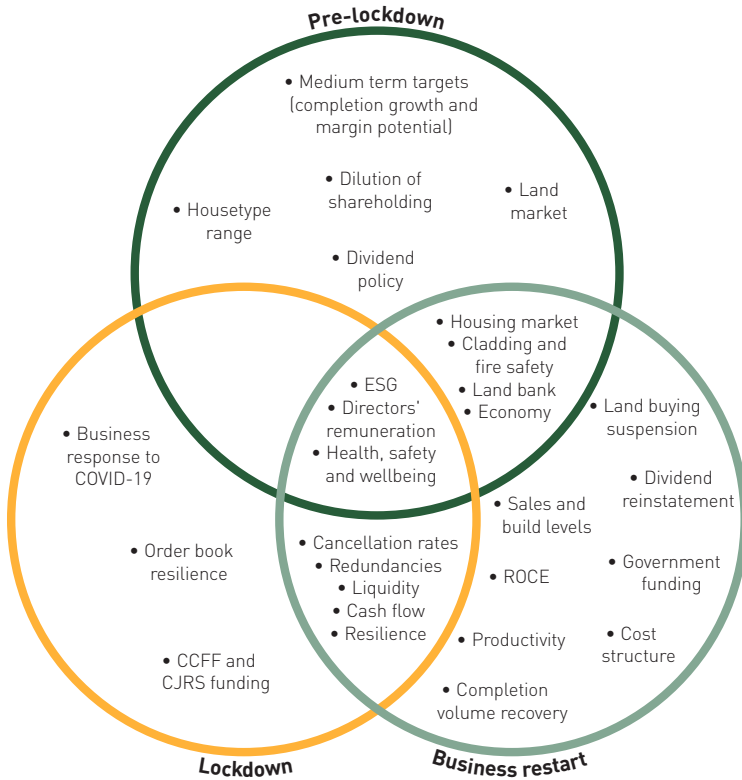 Pre-lockdown
• Medium term targets
(completion growth and
margin potential)
• Dilution of
shareholding
• Land
market
• Housetype
range
• Dividend
policy
• Housing market
• Cladding and
fire safety
• Land bank
• Economy
• ESG
• Directors'
remuneration
• Health, safety
and wellbeing
• Land buying
suspension
• Business
response to
COVID-19
• Dividend
reinstatement
• Sales and
build levels
• Order book
resilience
• Cancellation rates
• Redundancies
• Liquidity
• Cash flow
• Resilience
• ROCE
• Government
funding
• Productivity
• Cost
structure
• CCFF and
CJRS funding
• Completion
volume recovery
Lockdown
Business restart